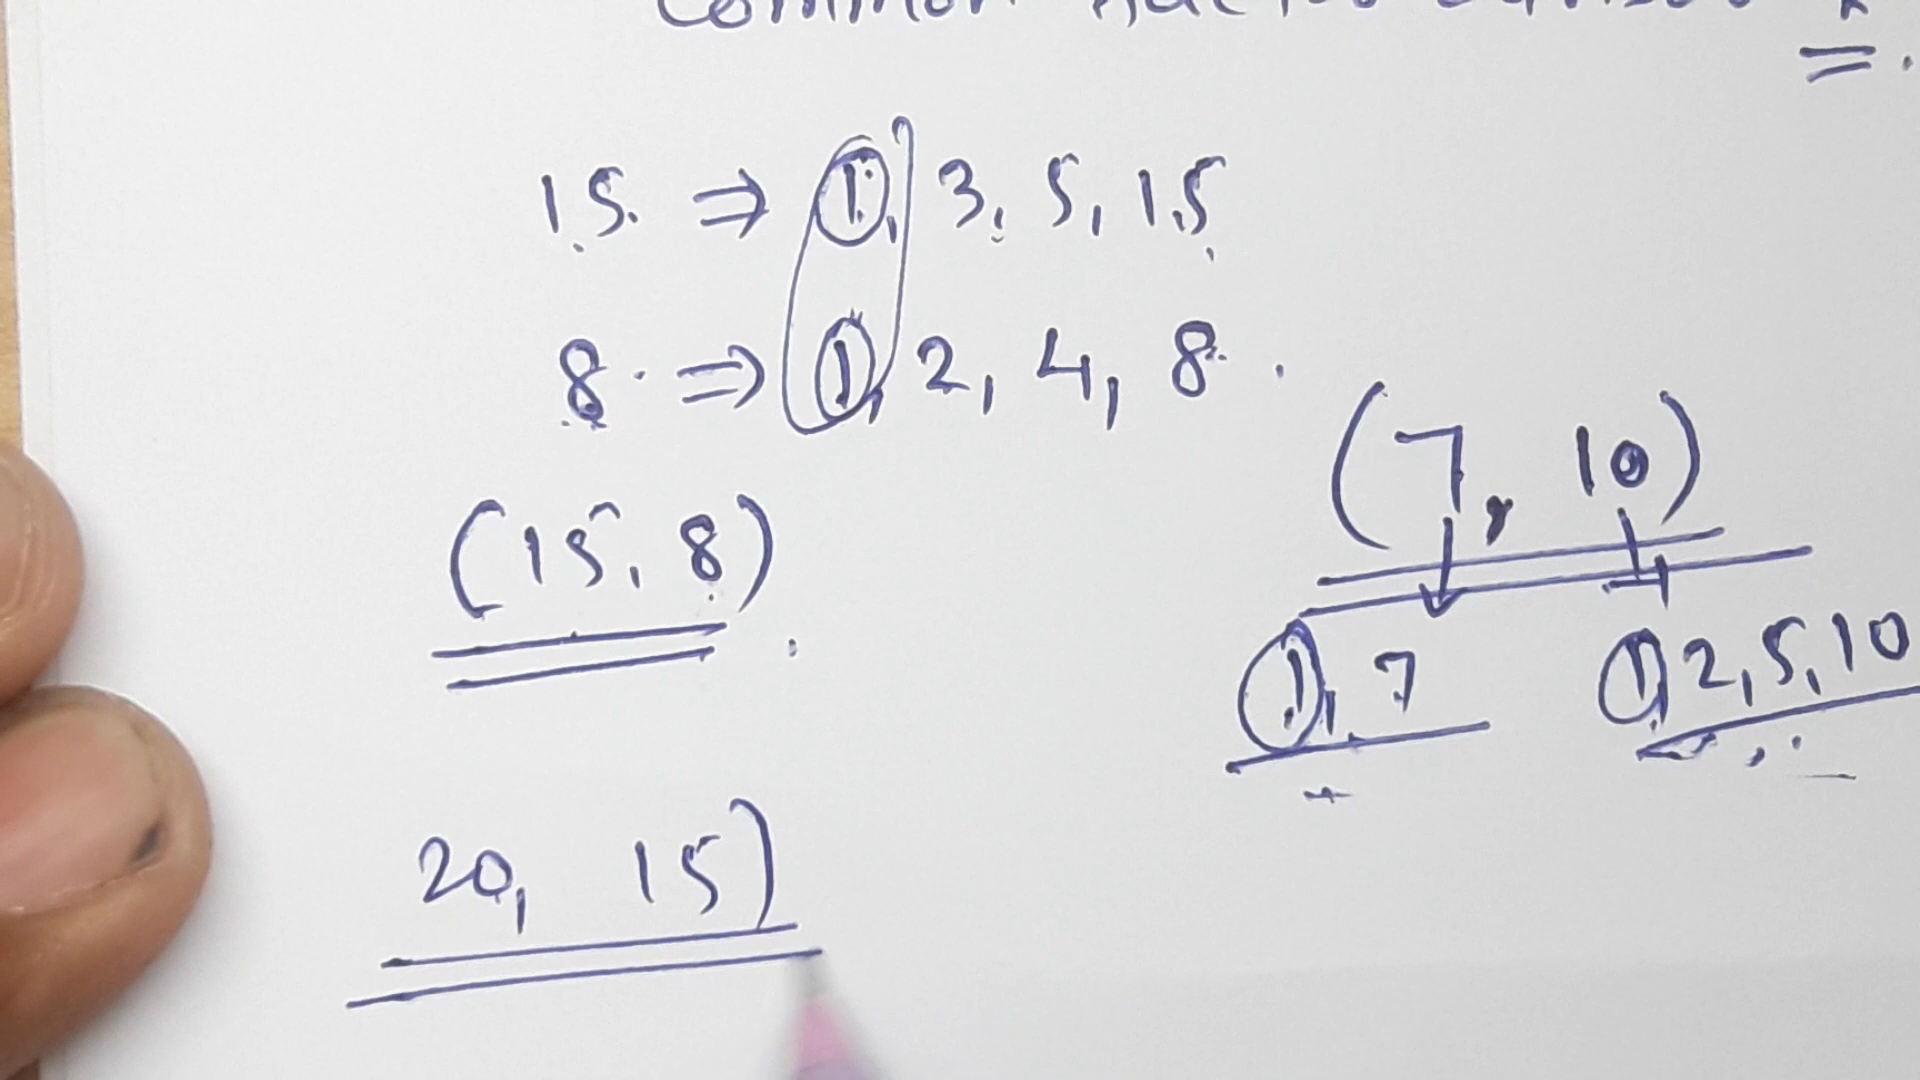 common
15. ⇒ 1, 3, 5, 15
8. ⇒ 1, 2, 4, 8.
(7, 10)
(15, 8)
1, 7
1, 2, 5, 10
20, 15)